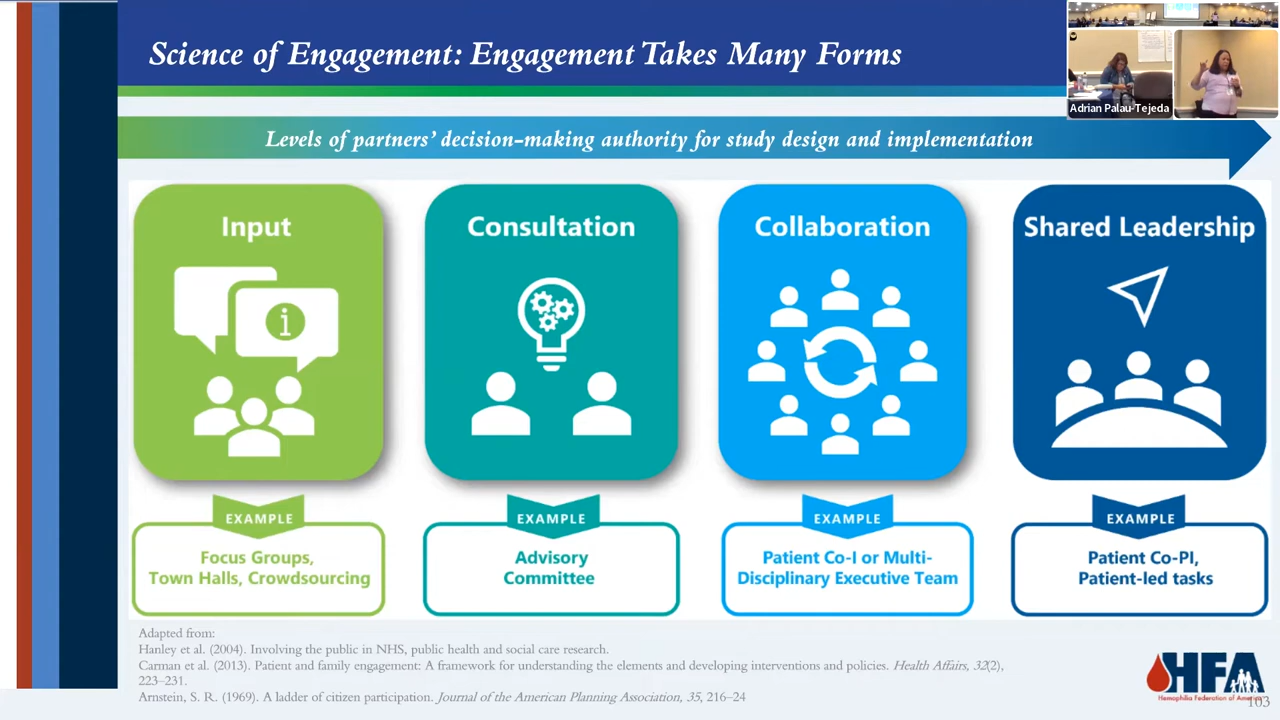 Science of Engagement: Engagement Takes Many Forms
Adrian Palau-Tejeda
Levels of partners' decision-making authority for study design and implementation
Input
Consultation
Collaboration
Shared Leadership
i
EXAMPLE
EXAMPLE
EXAMPLE
EXAMPLE
Focus Groups,
Town Halls, Crowdsourcing
Advisory
Committee
Patient Co-I or Multi-
Disciplinary Executive Team
Patient Co-PI,
Patient-led tasks
Adapted from:
Hanley et al. (2004). Involving the public in NHS, public health and social care research.
Carman et al. (2013). Patient and family engagement: A framework for understanding the elements and developing interventions and policies. Health Affairs, 32(2),
223–231.
Arnstein, S. R. (1969). A ladder of citizen participation. Journal of the American Planning Association, 35, 216–24
HFA
Hemophilia Federation of America
103